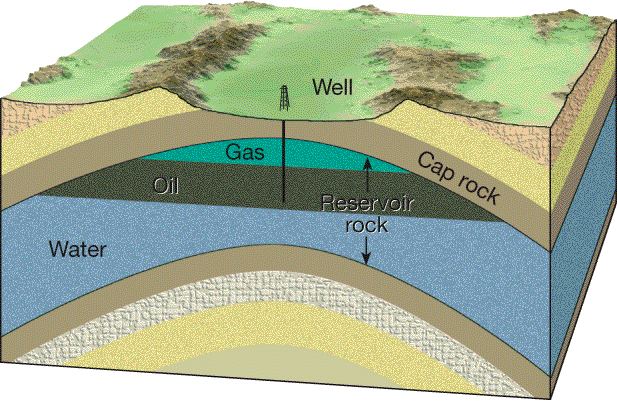 Well
Gas
Cap rock
Oil
Reservoir
rock
Water